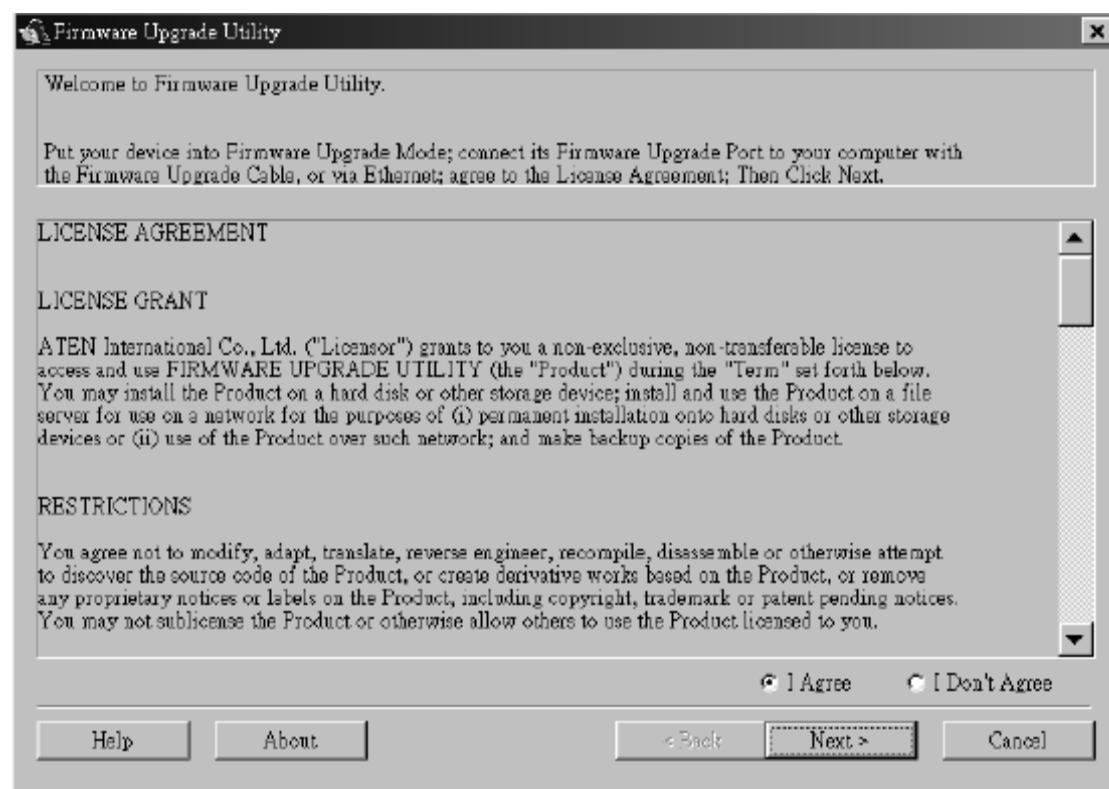 Firmware Upgrade Utility
Welcome to Firmware Upgrade Utility.
Put your device into Firmware Upgrade Mode; connect its Firmware Upgrade Port to your computer with
the Firmware Upgrade Cable, or via Ethernet; agree to the License Agreement; Then Click Next.
LICENSE AGREEMENT
LICENSE GRANT
ATEN International Co., Ltd. ("Licensor") grants to you a non-exclusive, non-transferable license to
access and use FIRMWARE UPGRADE UTILITY (the "Product") during the "Term" set forth below.
You may install the Product on a hard disk or other storage device; install and use the Product on a file
server for use on a network for the purposes of (i) permanent installation onto hard disks or other storage
devices or (ii) use of the Product over such network; and make backup copies of the Product.
RESTRICTIONS
You agree not to modify, adapt, translate, reverse engineer, recompile, disassemble or otherwise attempt
to discover the source code of the Product, or create derivative works based on the Product, or remove
any proprietary notices or labels on the Product, including copyright, trademark or patent pending notices.
You may not sublicense the Product or otherwise allow others to use the Product licensed to you.
I Agree I Don't Agree
Help About < Back Next > Cancel